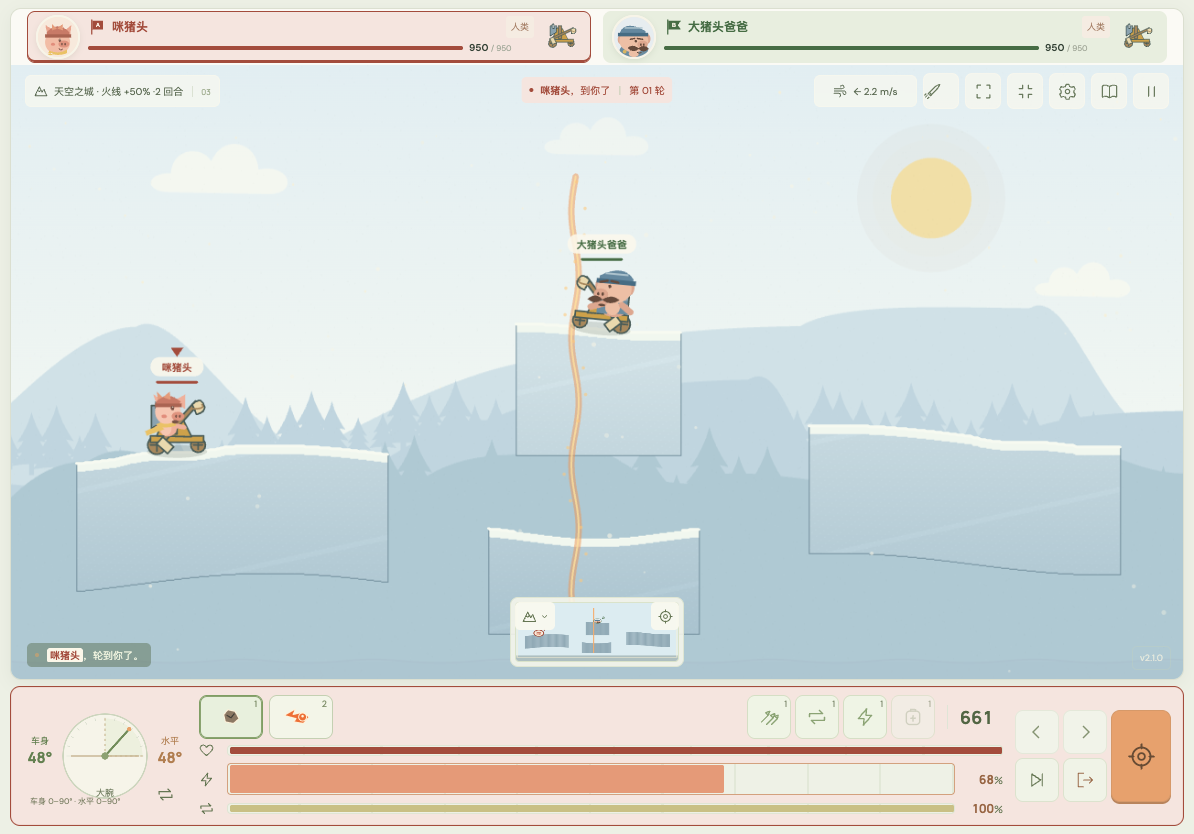 咪猪头
人类
950 / 950
大猪头爸爸
人类
950 / 950
天空之城 · 火线 +50% ·2 回合
03
咪猪头，到你了
第 01 轮
← 2.2 m/s
大猪头爸爸
咪猪头
咪猪头，轮到你了。
v2.1.0
1
2
1
1
1
1
661
车身
48°
水平
48°
大腕
车身 0–90° · 水平 0–90°
68%
100%